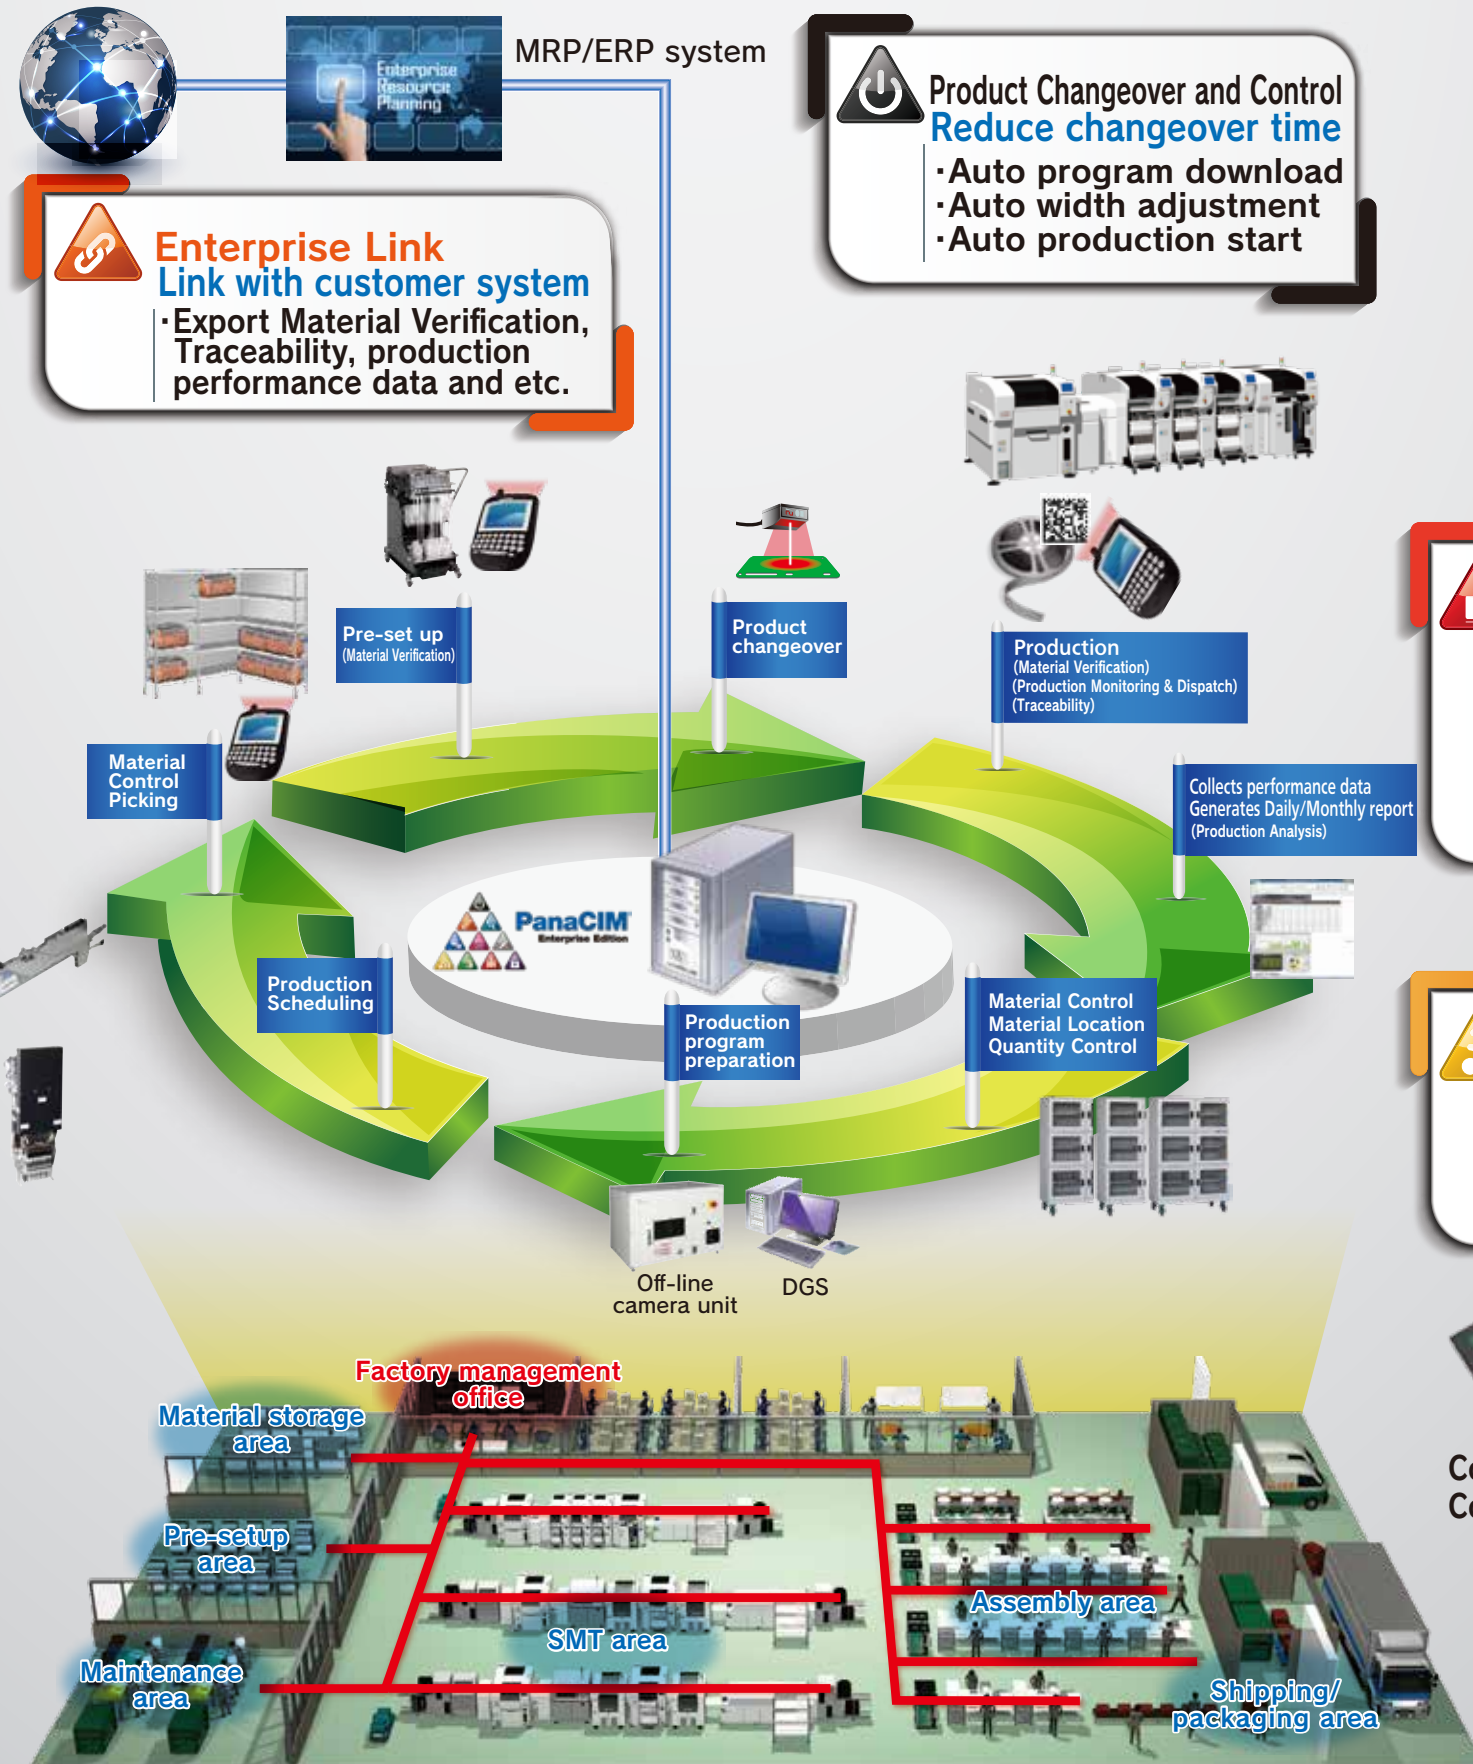 Enterprise
Resource
Planning
MRP/ERP system
Product Changeover and Control
Reduce changeover time
·Auto program download
·Auto width adjustment
·Auto production start
Enterprise Link
Link with customer system
·Export Material Verification,
Traceability, production
performance data and etc.
Pre-set up
(Material Verification)
Product
changeover
Production
(Material Verification)
(Production Monitoring & Dispatch)
(Traceability)
Material
Control
Picking
Collects performance data
Generates Daily/Monthly report
(Production Analysis)
PanaCIM
Enterprise Edition
Production
Scheduling
Production
program
preparation
Material Control
Material Location
Quantity Control
Off-line
camera unit
DGS
Factory management
office
Material storage
area
Pre-setup
area
Assembly area
SMT area
Maintenance
area
Shipping/
packaging area